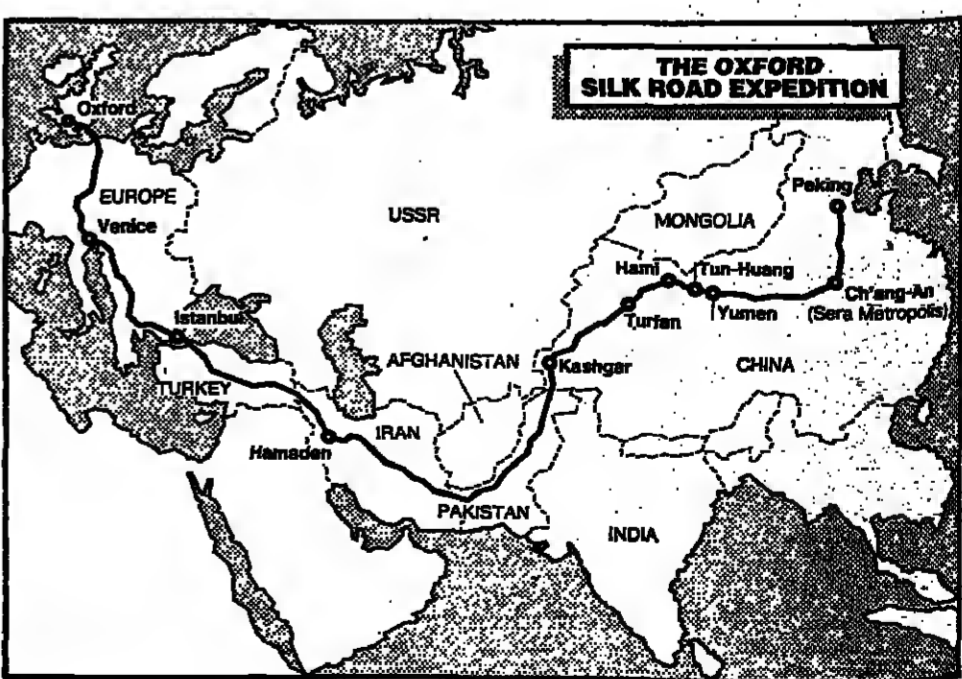 THE OXFORD
SILK ROAD EXPEDITION
Oxford
EUROPE
Venice
USSR
Peking
MONGOLIA
Hami
Tun-Huang
Istanbul
Turfan
Yumen
Ch'ang-An
(Sera Metropolis)
AFGHANISTAN
Kashgar
CHINA
TURKEY
IRAN
Hamaden
PAKISTAN
INDIA